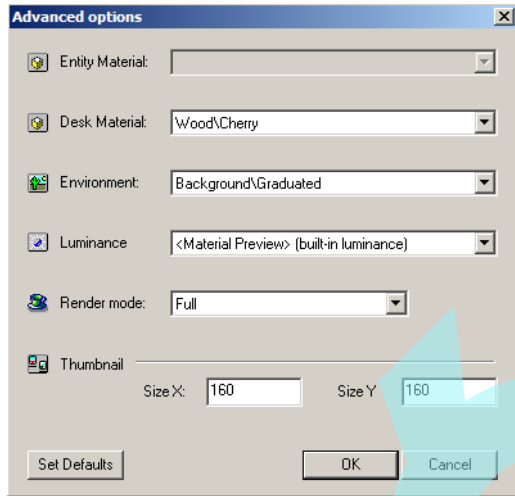 Advanced options
Entity Material:
Desk Material: Wood\Cherry
Environment: Background\Graduated
Luminance <Material Preview> (built-in luminance)
Render mode: Full
Thumbnail
Size X: 160 Size Y 160
Set Defaults OK Cancel